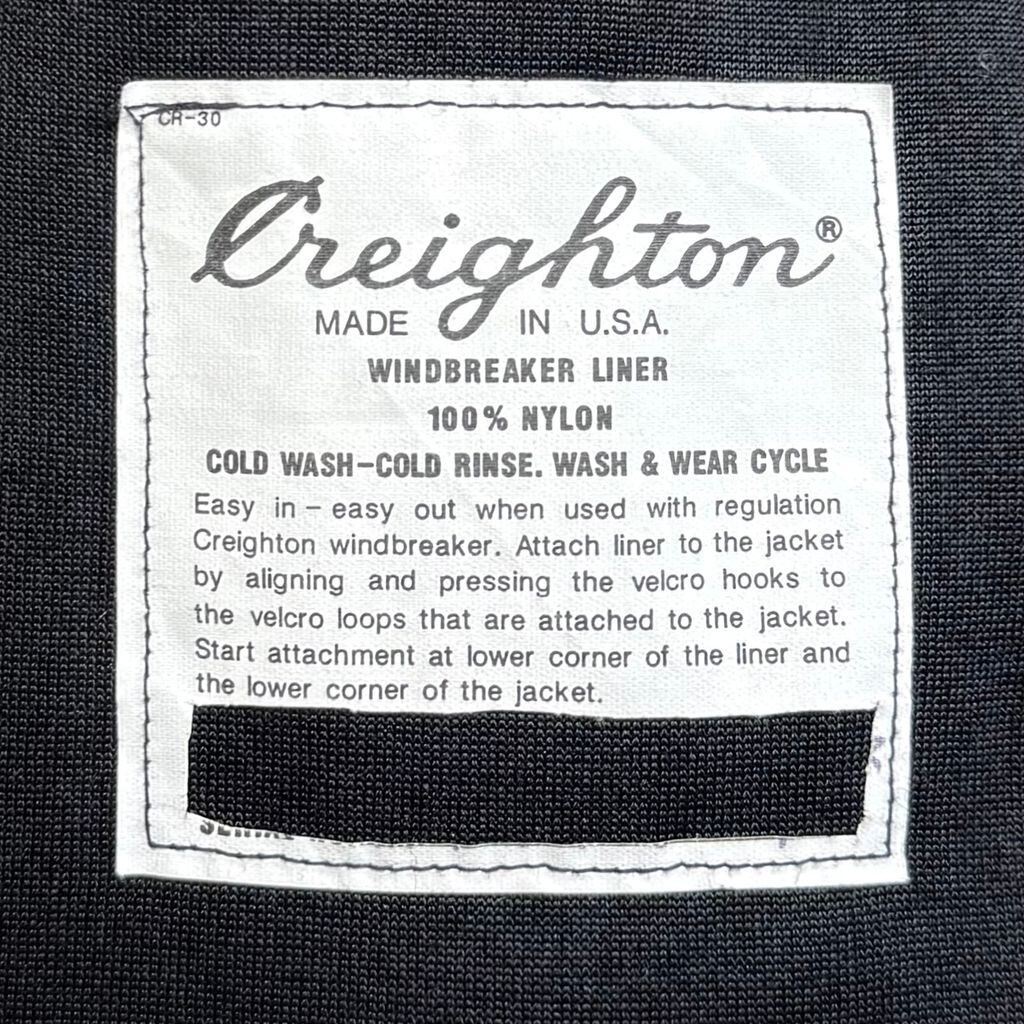 CR-30
Creighton®
MADE IN U.S.A.
WINDBREAKER LINER
100% NYLON
COLD WASH-COLD RINSE. WASH & WEAR CYCLE
Easy in – easy out when used with regulation
Creighton windbreaker. Attach liner to the jacket
by aligning and pressing the velcro hooks to
the velcro loops that are attached to the jacket.
Start attachment at lower corner of the liner and
the lower corner of the jacket.